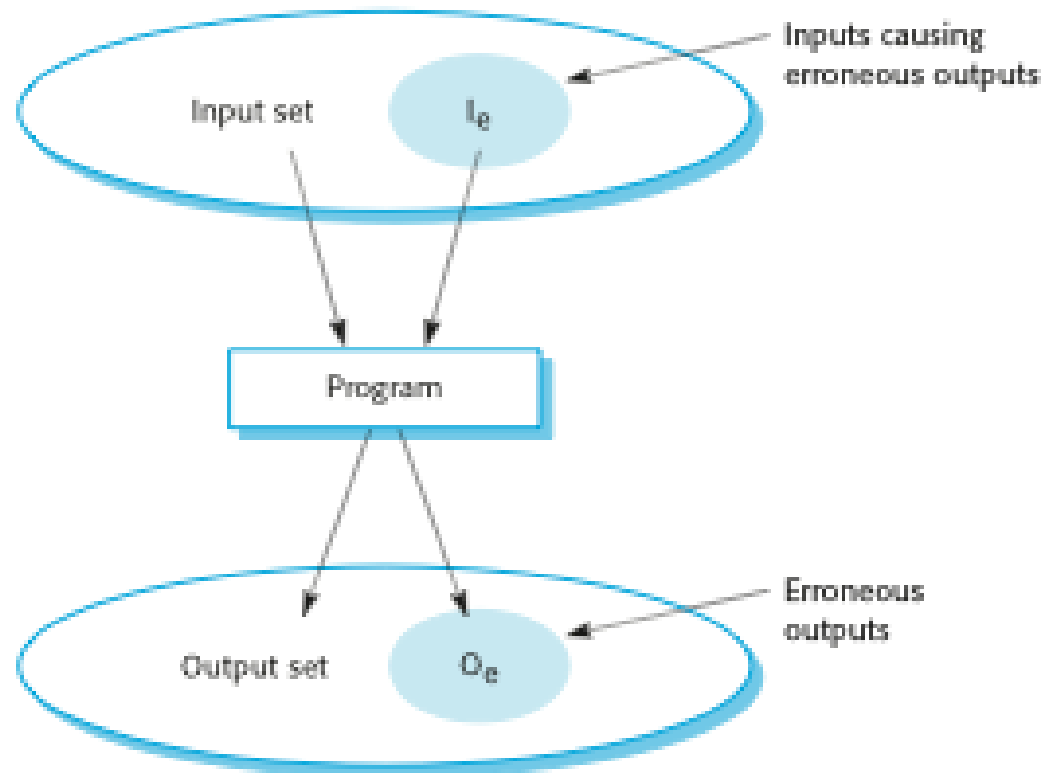 Inputs causing
erroneous outputs
Input set
Ie
Program
Erroneous
outputs
Output set
Oe